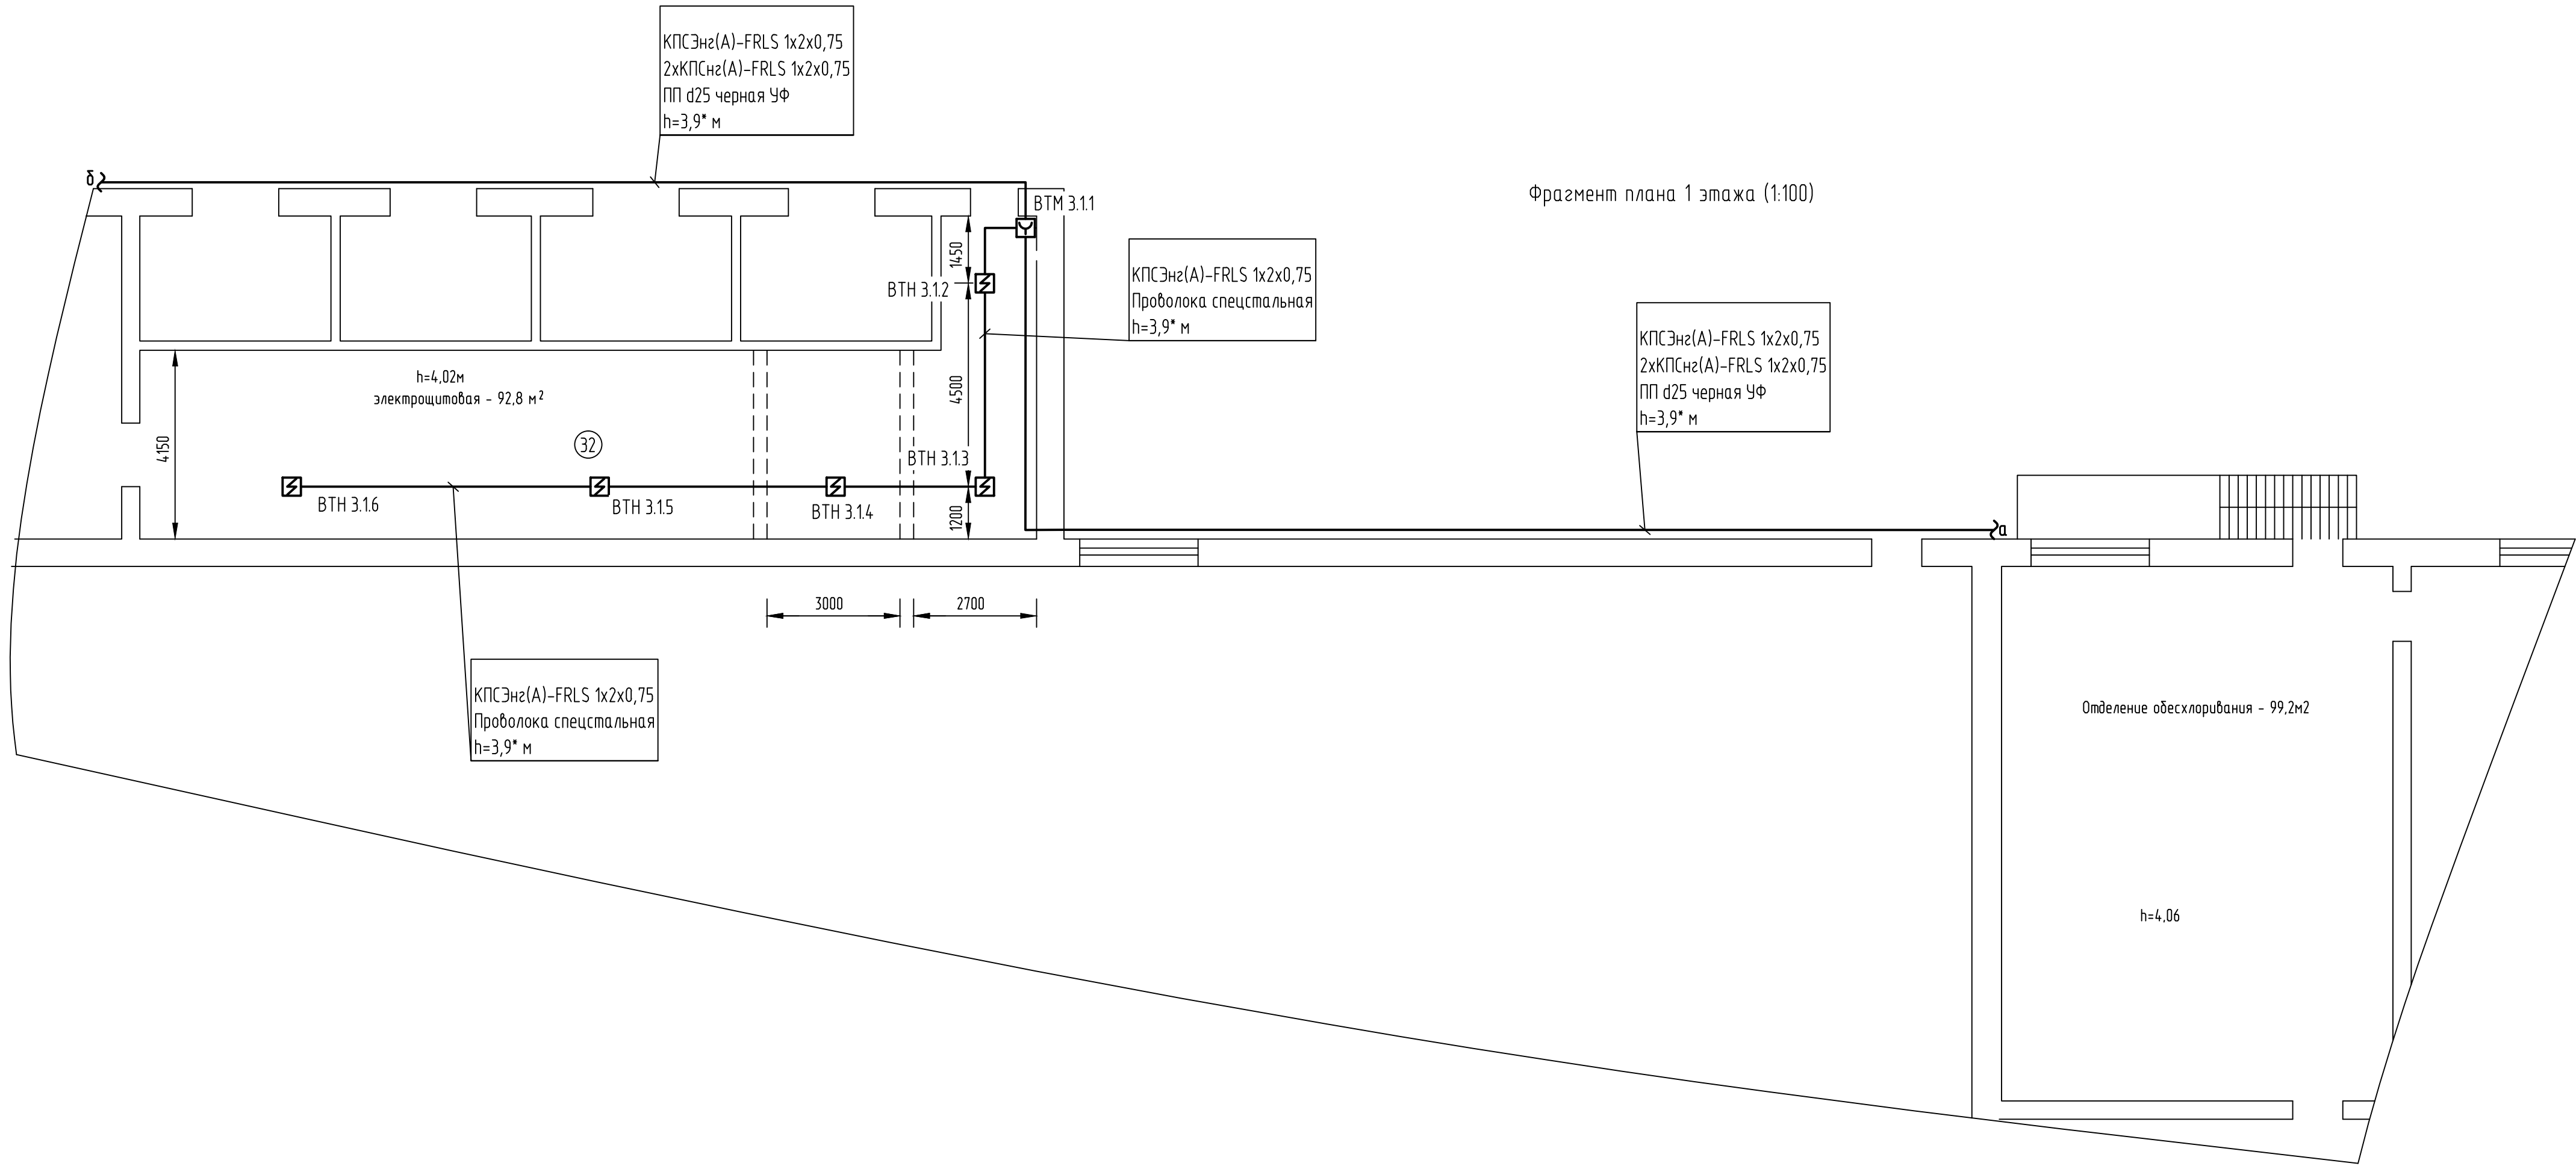 КПСЭнг(А)-FRLS 1х2х0,75
2хКПСнг(А)-FRLS 1х2х0,75
ПП d25 черная УФ
h=3,9* м
б
Фрагмент плана 1 этажа (1:100)
ВТМ 3.1.1
1450
ВТН 3.1.2
КПСЭнг(А)-FRLS 1х2х0,75
Проволока спецстальная
h=3,9* м
КПСЭнг(А)-FRLS 1х2х0,75
2хКПСнг(А)-FRLS 1х2х0,75
ПП d25 черная УФ
h=3,9* м
h=4,02м
электрощитовая - 92,8 м²
4500
4150
32
ВТН 3.1.3
ВТН 3.1.6
ВТН 3.1.5
ВТН 3.1.4
1200
а
3000
2700
КПСЭнг(А)-FRLS 1х2х0,75
Проволока спецстальная
h=3,9* м
Отделение обесхлоривания - 99,2м2
h=4,06